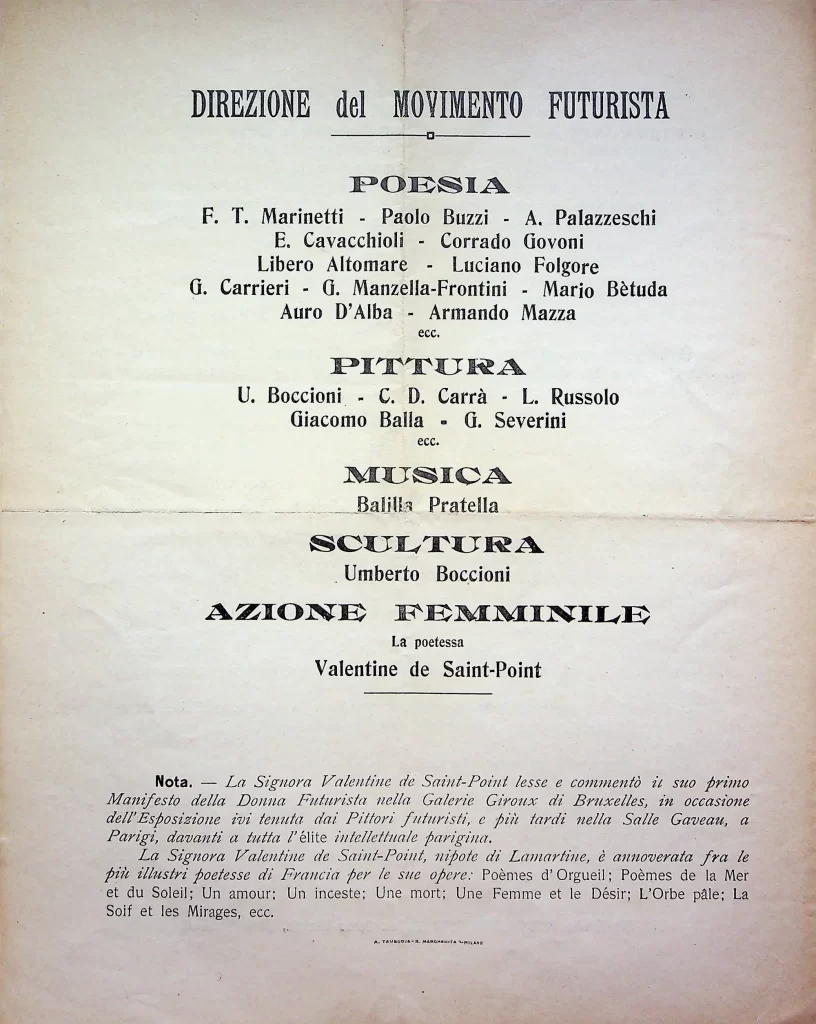 DIREZIONE del MOVIMENTO FUTURISTA
POESIA
F. T. Marinetti - Paolo Buzzi - A. Palazzeschi
E. Cavacchioli - Corrado Govoni
Libero Altomare - Luciano Folgore
G. Carrieri - G. Manzella-Frontini - Mario Bètuda
Auro D'Alba - Armando Mazza
ecc.
PITTURA
U. Boccioni - C. D. Carrà - L. Russolo
Giacomo Balla - G. Severini
ecc.
MUSICA
Balilla Pratella
SCULTURA
Umberto Boccioni
AZIONE FEMMINILE
La poetessa
Valentine de Saint-Point
Nota. — La Signora Valentine de Saint-Point lesse e commentò il suo primo
Manifesto della Donna Futurista nella Galerie Giroux di Bruxelles, in occasione
dell'Esposizione ivi tenuta dai Pittori futuristi, e più tardi nella Salle Gaveau, a
Parigi, davanti a tutta l'élite intellettuale parigina.
La Signora Valentine de Saint-Point, nipote di Lamartine, è annoverata fra le
più illustri poetesse di Francia per le sue opere: Poèmes d'Orgueil; Poèmes de la Mer
et du Soleil; Un amour; Un inceste; Une mort; Une Femme et le Désir; L'Orbe pâle; La
Soif et les Mirages, ecc.
A. TAVEGGIA - S. MARGHERITA - MILANO